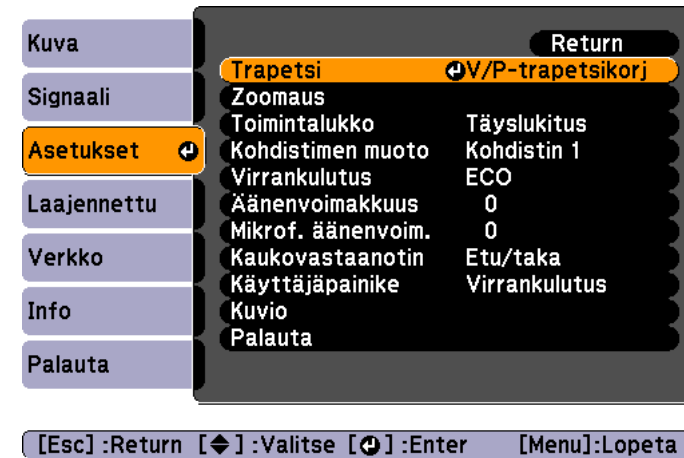 Kuva
Signaali
Asetukset
Laajennettu
Verkko
Info
Palauta
Return
Trapetsi V/P-trapetsikorj
Zoomaus
Toimintalukko Täyslukitus
Kohdistimen muoto Kohdistin 1
Virrankulutus ECO
Äänenvoimakkuus 0
Mikrof. äänenvoim. 0
Kaukovastaanotin Etu/taka
Käyttäjäpainike Virrankulutus
Kuvio
Palauta
[Esc] :Return [◆] :Valitse [⏎] :Enter [Menu]:Lopeta